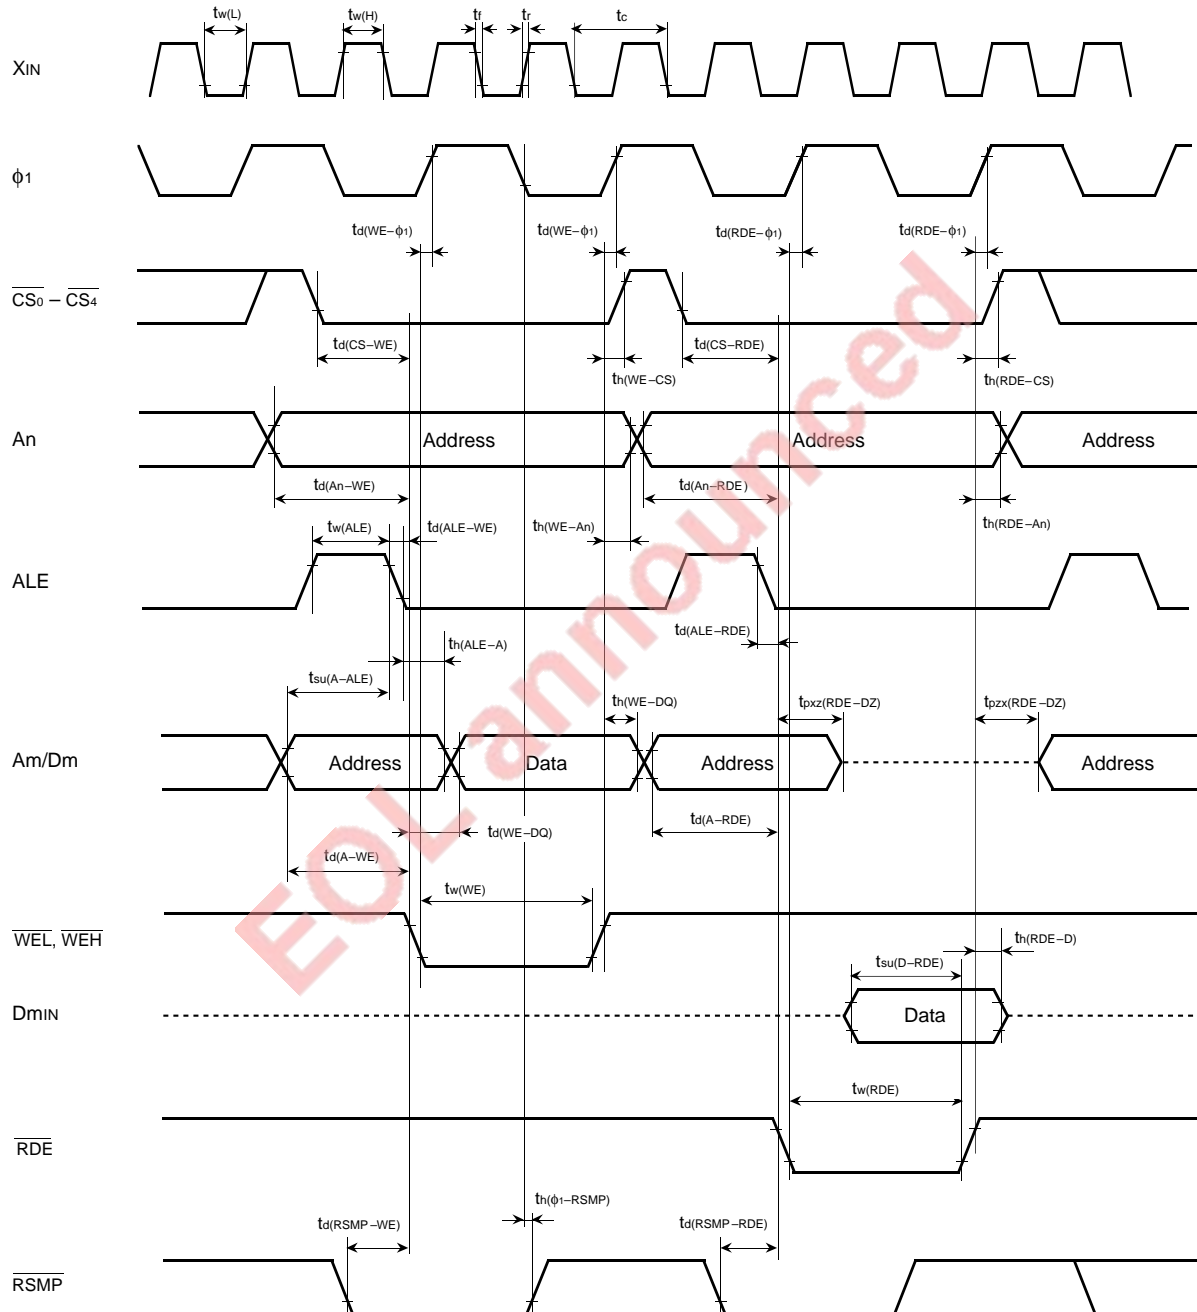 tw(L) tw(H) tf tr tc
XIN
ϕ1
td(WE–ϕ1) td(WE–ϕ1) td(RDE–ϕ1) td(RDE–ϕ1)
CS0 – CS4
td(CS–WE) td(CS–RDE)
th(WE–CS) th(RDE–CS)
An Address Address Address
td(An–WE) td(An–RDE)
tw(ALE) td(ALE–WE) th(WE–An) th(RDE–An)
ALE
th(ALE–A) td(ALE–RDE)
tsu(A–ALE)
th(WE–DQ) tpxz(RDE–DZ) tpzx(RDE–DZ)
Am/Dm Address Data Address Address
td(WE–DQ) td(A–RDE)
td(A–WE)
tw(WE)
WEL, WEH
th(RDE–D)
tsu(D–RDE)
DmIN Data
tw(RDE)
RDE
th(ϕ1–RSMP)
td(RSMP–WE) td(RSMP–RDE)
RSMP
EOL announced